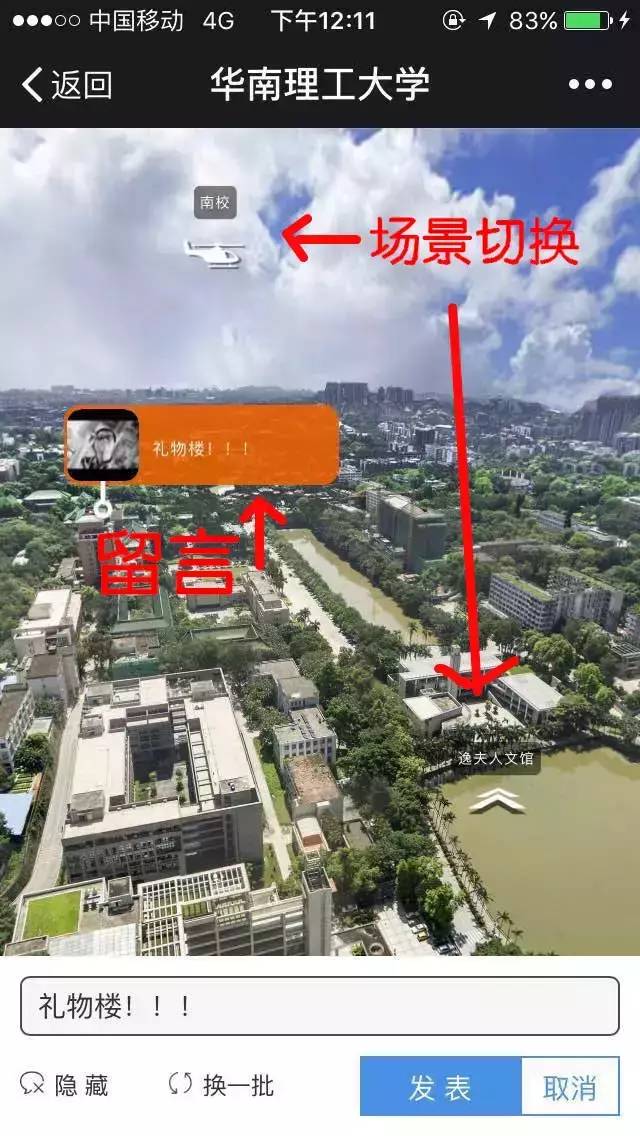 中国移动 4G 下午12:11 83%
返回 华南理工大学
南校
场景切换
礼物楼！！！
留言
逸夫人文馆
礼物楼！！！
隐藏 换一批 发表 取消